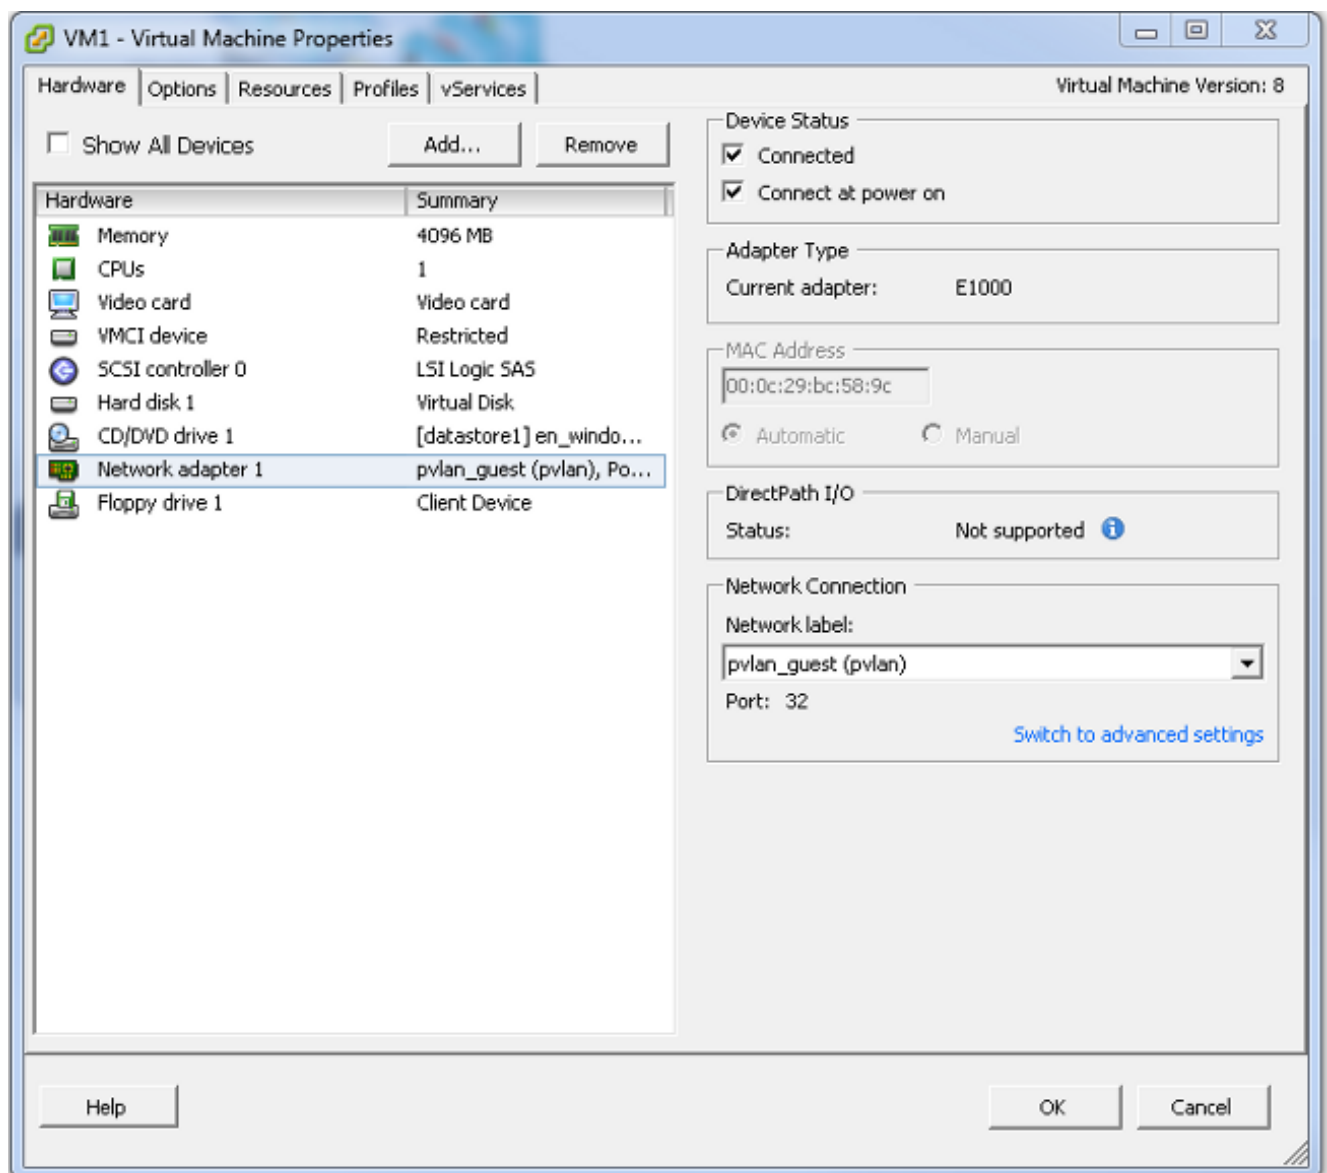 VM1 - Virtual Machine Properties
Hardware Options Resources Profiles vServices
Virtual Machine Version: 8
Show All Devices
Add...
Remove
Hardware Summary
Memory 4096 MB
CPUs 1
Video card Video card
VMCI device Restricted
SCSI controller 0 LSI Logic SAS
Hard disk 1 Virtual Disk
CD/DVD drive 1 [datastore1] en_windo...
Network adapter 1 pvlan_guest (pvlan), Po...
Floppy drive 1 Client Device
Device Status
Connected
Connect at power on
Adapter Type
Current adapter: E1000
MAC Address
00:0c:29:bc:58:9c
Automatic Manual
DirectPath I/O
Status: Not supported
Network Connection
Network label:
pvlan_guest (pvlan)
Port: 32
Switch to advanced settings
Help
OK
Cancel